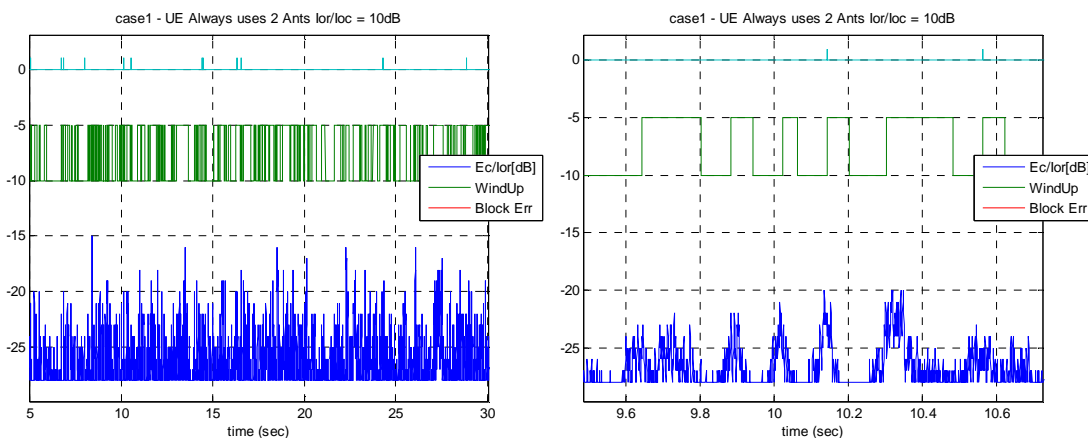 case1 - UE Always uses 2 Ants Ior/Ioc = 10dB
0
-5
-10
-15
-20
-25
5
10
15
20
25
30
time (sec)
Ec/Ior[dB]
WindUp
Block Err
case1 - UE Always uses 2 Ants Ior/Ioc = 10dB
0
-5
-10
-15
-20
-25
9.6
9.8
10
10.2
10.4
10.6
time (sec)
Ec/Ior[dB]
WindUp
Block Err